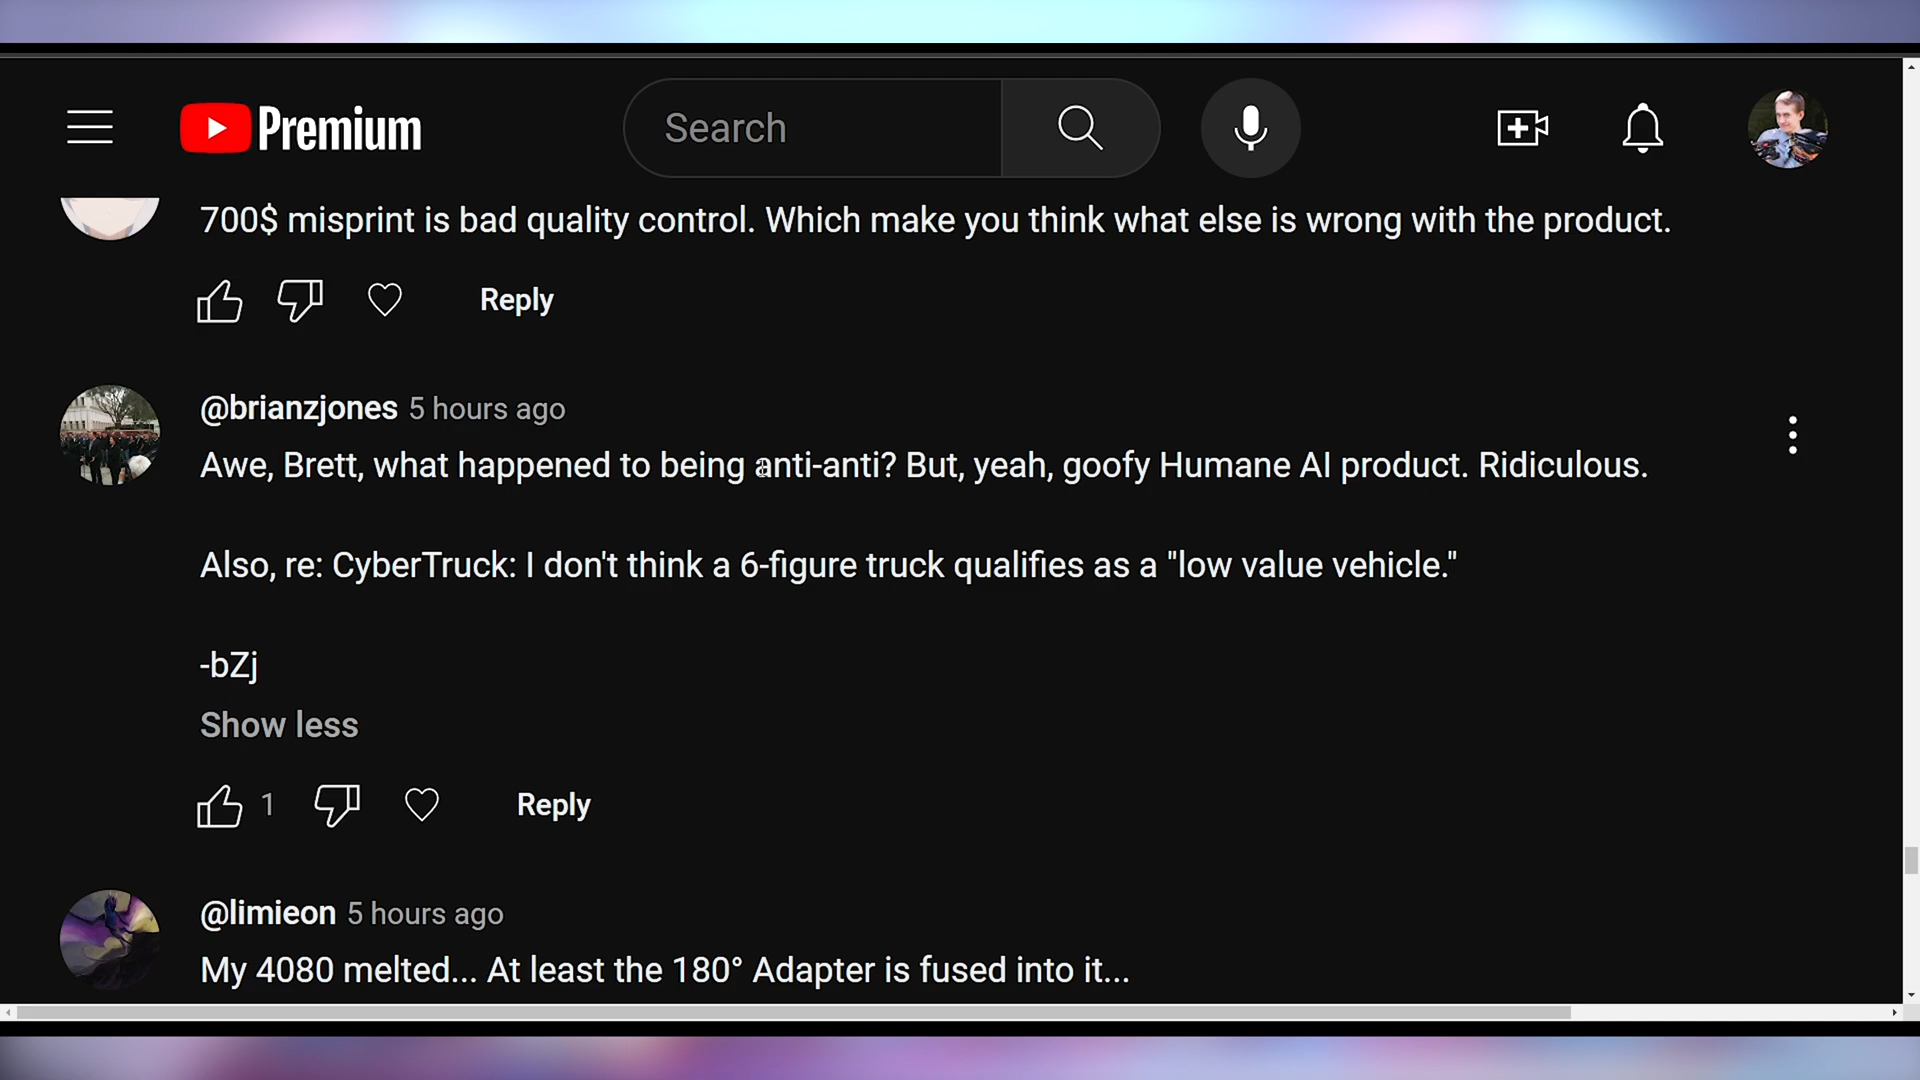 Premium
Search
700$ misprint is bad quality control. Which make you think what else is wrong with the product.
Reply
@brianzjones 5 hours ago
Awe, Brett, what happened to being anti-anti? But, yeah, goofy Humane AI product. Ridiculous.
Also, re: CyberTruck: I don't think a 6-figure truck qualifies as a "low value vehicle."
-bZj
Show less
1
Reply
@limieon 5 hours ago
My 4080 melted... At least the 180° Adapter is fused into it...